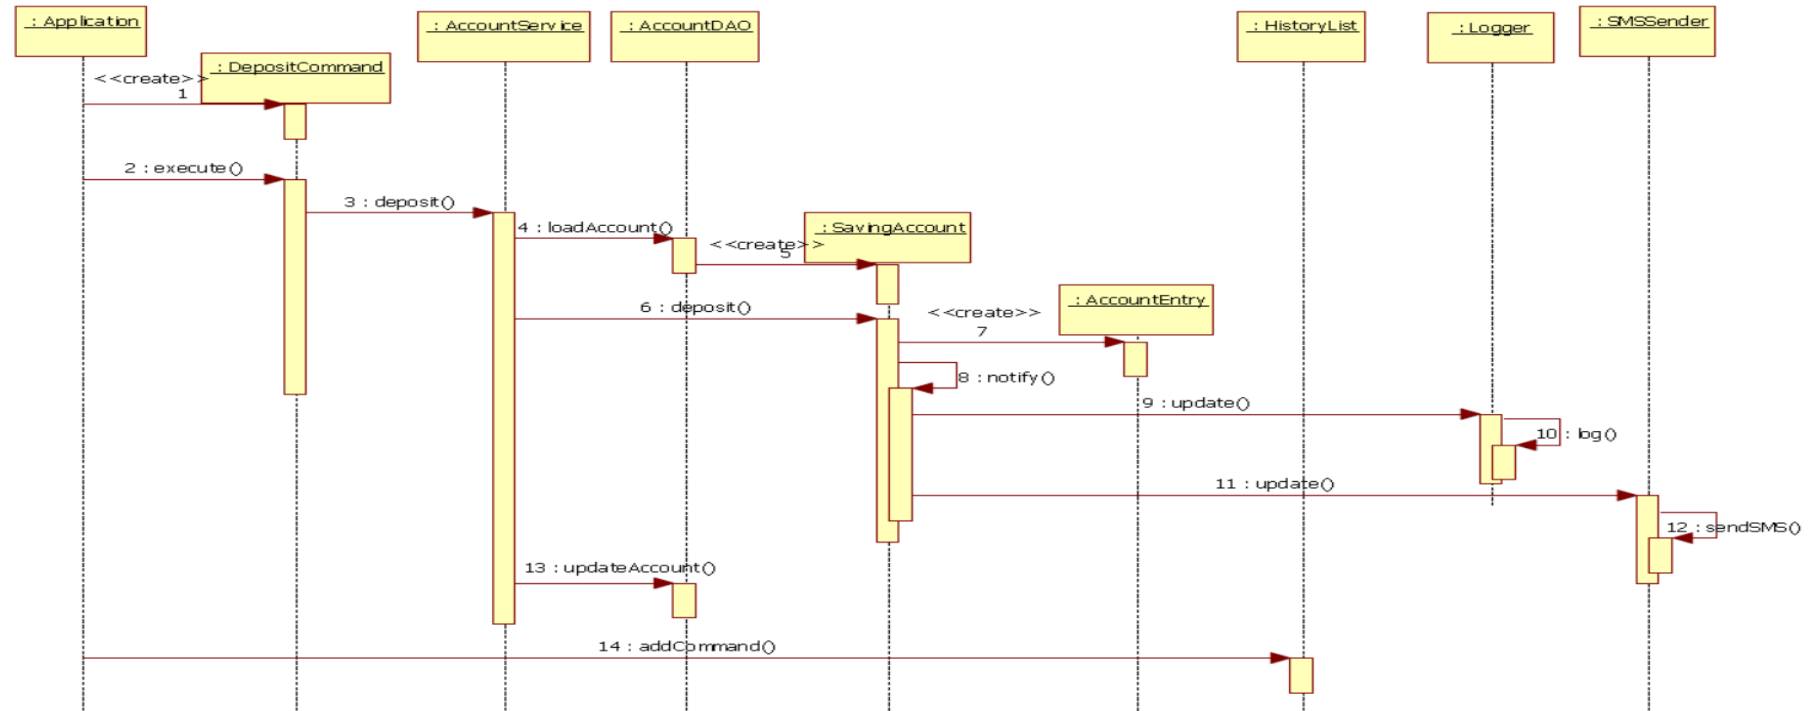 : Application
: DepositCommand
: AccountService
: AccountDAO
: HistoryList
: Logger
: SMSSender
<<create>>
1
2 : execute()
3 : deposit()
4 : loadAccount()
<<create>>
5
: SavingAccount
6 : deposit()
<<create>>
7
: AccountEntry
8 : notify()
9 : update()
10 : log()
11 : update()
12 : sendSMS()
13 : updateAccount()
14 : addCommand()